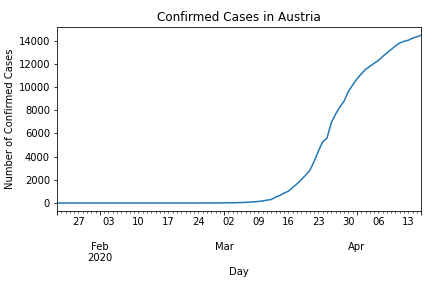 Confirmed Cases in Austria
Number of Confirmed Cases
14000
12000
10000
8000
6000
4000
2000
0
27 03 10 17 24 02 09 16 23 30 06 13
Feb Mar Apr
2020
Day